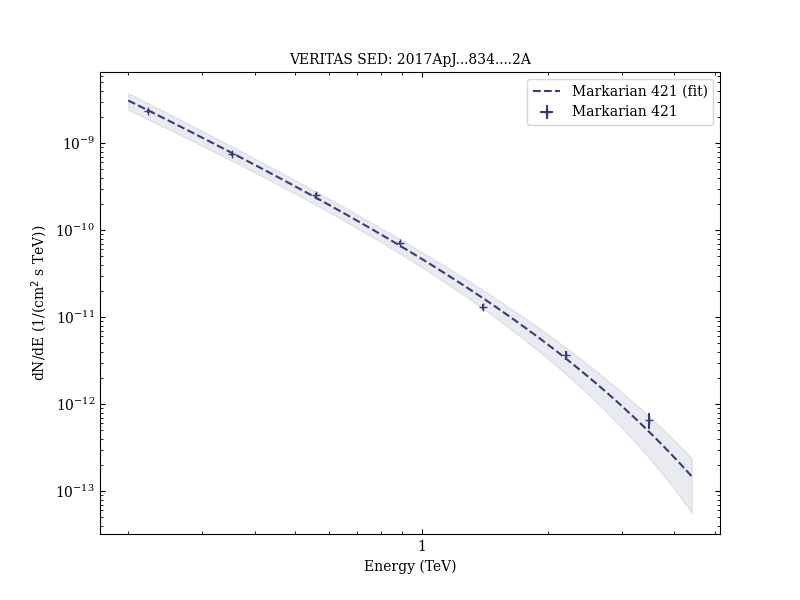 VERITAS SED: 2017ApJ...834....2A
Markarian 421 (fit)
Markarian 421
10⁻⁹
10⁻¹⁰
10⁻¹¹
10⁻¹²
10⁻¹³
dN/dE (1/(cm² s TeV))
1
Energy (TeV)